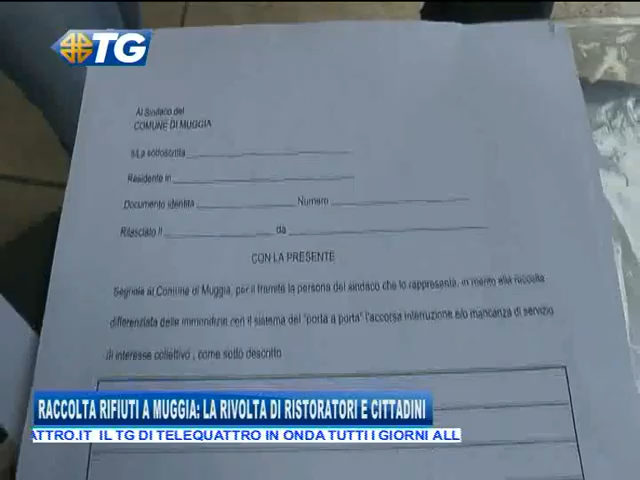 TG
Al Sindaco del
COMUNE DI MUGGIA
Il/La sottoscritta
Residente in
Documento identità Numero
Rilasciato il da
CON LA PRESENTE
Segnala al Comune di Muggia, per il tramite la persona del sindaco che lo rappresenta, in merito alla raccolta
differenziata delle immondizie con il sistema del "porta a porta" l'accorsa interruzione e/o mancanza di servizio
di interesse collettivo , come sotto descritto
RACCOLTA RIFIUTI A MUGGIA: LA RIVOLTA DI RISTORATORI E CITTADINI
ATTRO.IT IL TG DI TELEQUATTRO IN ONDA TUTTI I GIORNI ALL